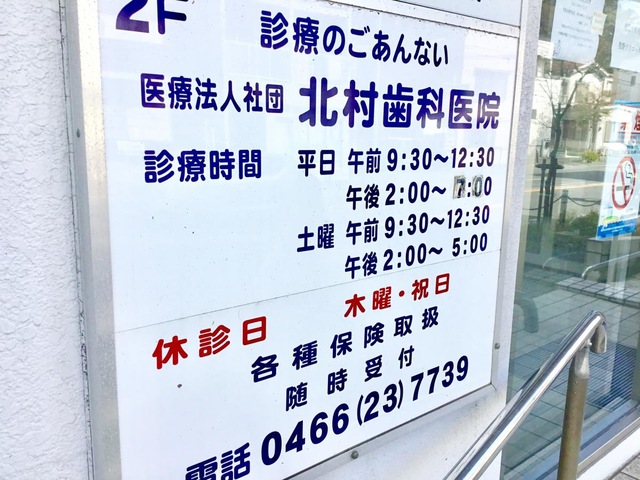 2F
診療のごあんない
医療法人社団 北村歯科医院
診療時間 平日 午前 9:30〜12:30
午後 2:00〜 7:00
土曜 午前 9:30〜12:30
午後 2:00〜 5:00
休診日 木曜・祝日
各種保険取扱
随時受付
電話 0466(23)7739